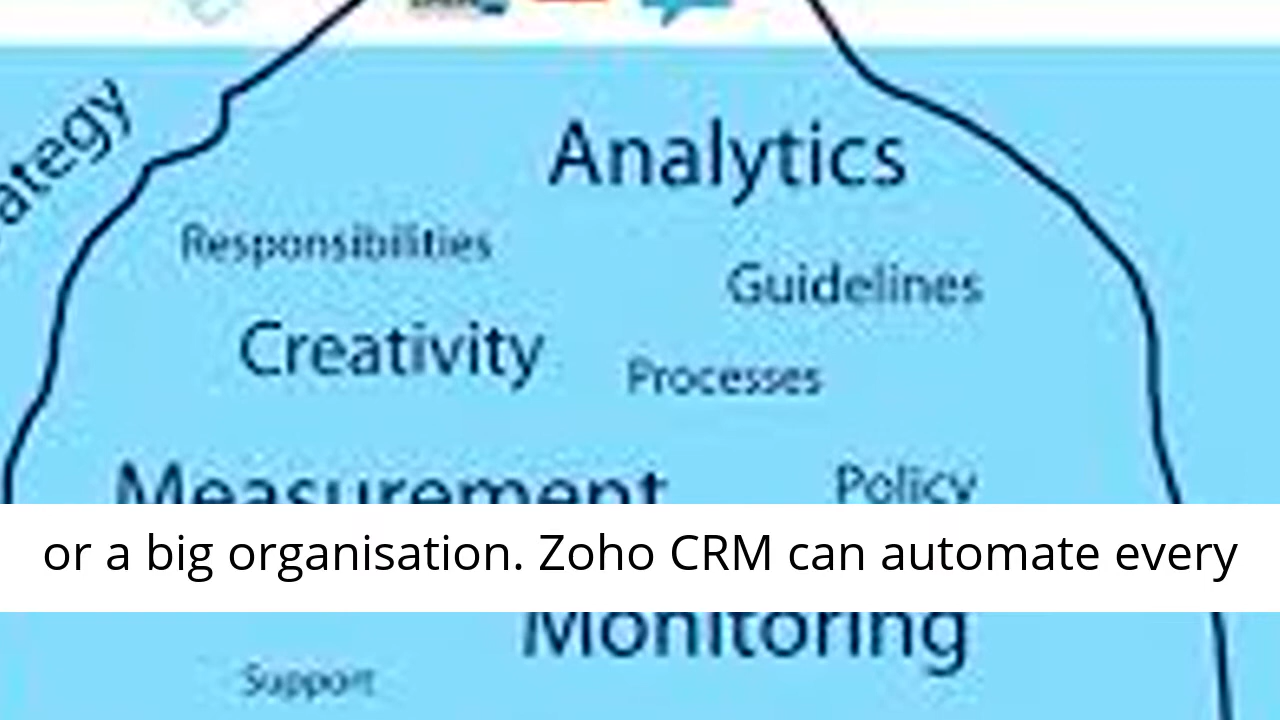 ategy
Analytics
Responsibilities
Guidelines
Creativity
Processes
Measurement
Policy
or a big organisation. Zoho CRM can automate every
Monitoring
Support